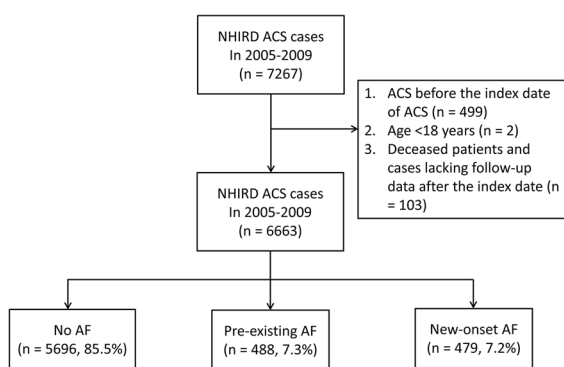 NHIRD ACS cases
In 2005-2009
(n = 7267)
1. ACS before the index date
of ACS (n = 499)
2. Age <18 years (n = 2)
3. Deceased patients and
cases lacking follow-up
data after the index date (n
= 103)
NHIRD ACS cases
In 2005-2009
(n = 6663)
No AF
(n = 5696, 85.5%)
Pre-existing AF
(n = 488, 7.3%)
New-onset AF
(n = 479, 7.2%)